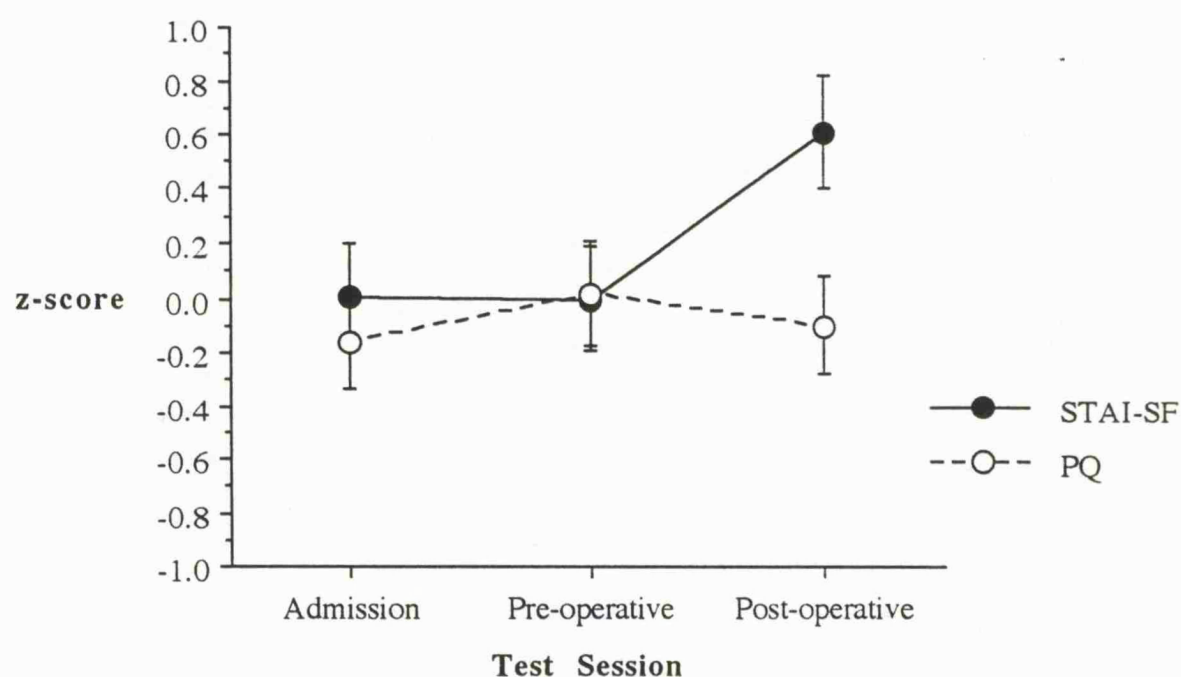 1.0
0.8
0.6
0.4
0.2
z-score
0.0
-0.2
-0.4
-0.6
-0.8
-1.0
STAI-SF
PQ
Admission
Pre-operative
Post-operative
Test Session